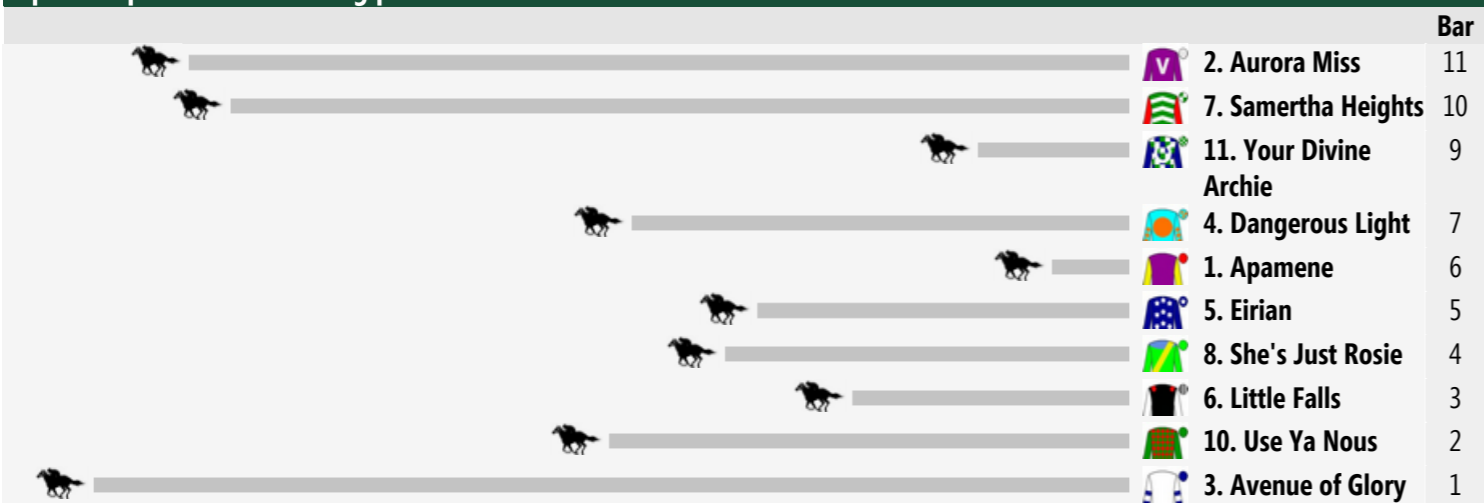 Bar
2. Aurora Miss 11
7. Samertha Heights 10
11. Your Divine 9
Archie
4. Dangerous Light 7
1. Apamene 6
5. Eirian 5
8. She's Just Rosie 4
6. Little Falls 3
10. Use Ya Nous 2
3. Avenue of Glory 1
V